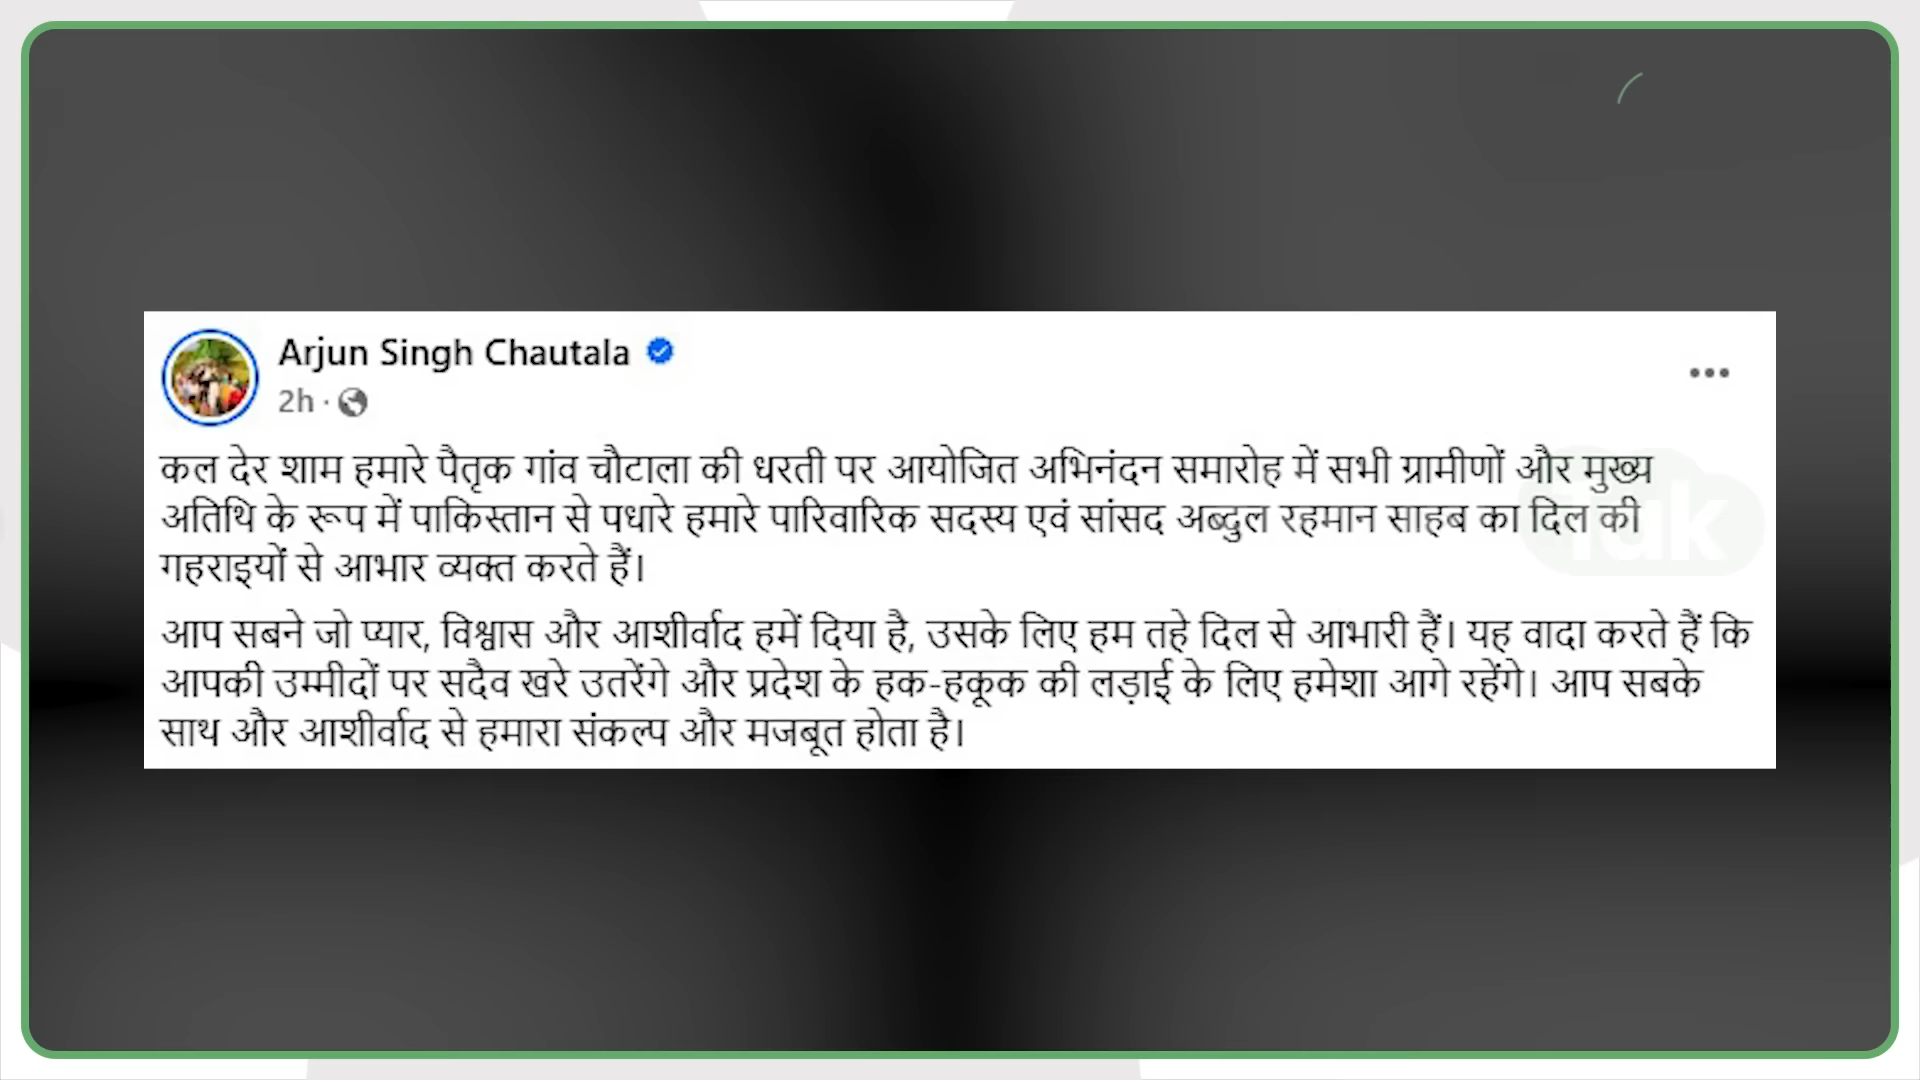 Arjun Singh Chautala
2h ·
कल देर शाम हमारे पैतृक गांव चौटाला की धरती पर आयोजित अभिनंदन समारोह में सभी ग्रामीणों और मुख्य
अतिथि के रूप में पाकिस्तान से पधारे हमारे पारिवारिक सदस्य एवं सांसद अब्दुल रहमान साहब का दिल की
गहराइयों से आभार व्यक्त करते हैं।
आप सबने जो प्यार, विश्वास और आशीर्वाद हमें दिया है, उसके लिए हम तहे दिल से आभारी हैं। यह वादा करते हैं कि
आपकी उम्मीदों पर सदैव खरे उतरेंगे और प्रदेश के हक-हकूक की लड़ाई के लिए हमेशा आगे रहेंगे। आप सबके
साथ और आशीर्वाद से हमारा संकल्प और मजबूत होता है।